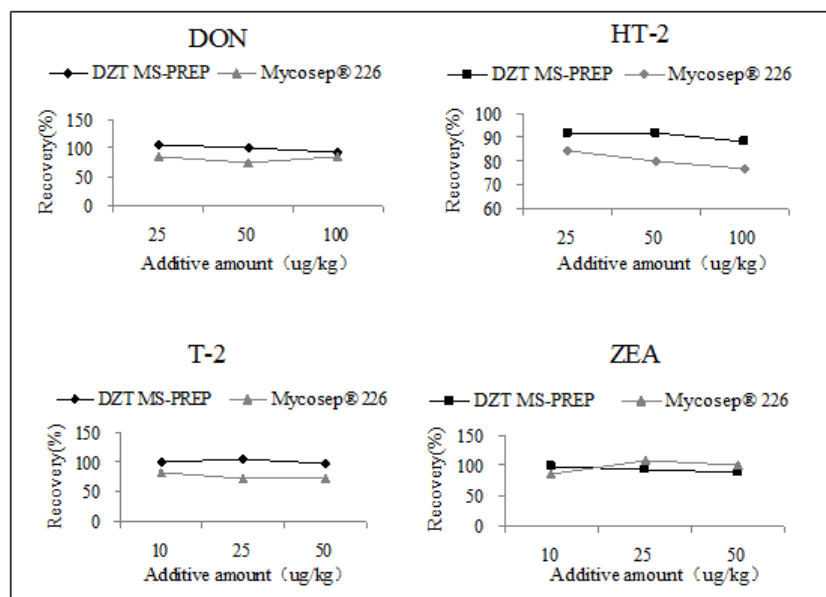 DON
DZT MS-PREP Mycosep® 226
Recovery(%)
150
100
50
0
25 50 100
Additive amount（ug/kg）
HT-2
DZT MS-PREP Mycosep® 226
Recovery(%)
100
90
80
70
60
25 50 100
Additive amount（ug/kg）
T-2
DZT MS-PREP Mycosep® 226
Recovery(%)
150
100
50
0
10 25 50
Additive amount（ug/kg）
ZEA
DZT MS-PREP Mycosep® 226
Recovery(%)
150
100
50
0
10 25 50
Additive amount（ug/kg）